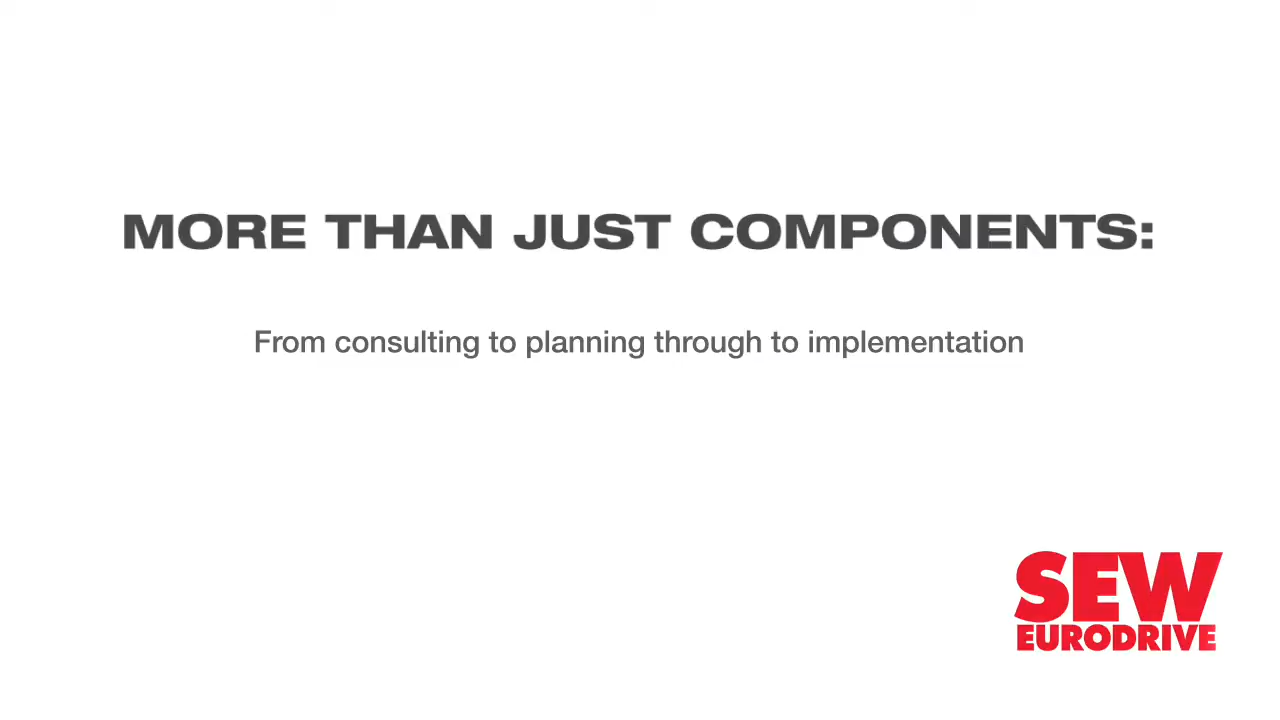 MORE THAN JUST COMPONENTS:
From consulting to planning through to implementation
SEW
EURODRIVE